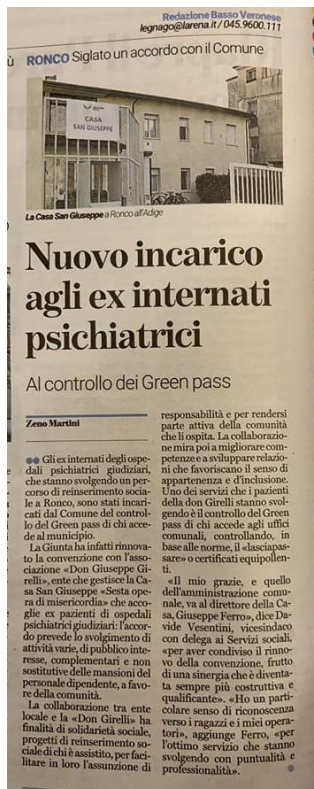 Redazione Basso Veronese
legnago@larena.it / 045.9600.111
RONCO Siglato un accordo con il Comune
CASA
SAN GIUSEPPE
La Casa San Giuseppe a Ronco all'Adige
Nuovo incarico
agli ex internati
psichiatrici
Al controllo dei Green pass
Zeno Martini
Gli ex internati degli ospe-
dali psichiatrici giudiziari,
che stanno svolgendo un per-
corso di reinserimento socia-
le a Ronco, sono stati incari-
cati dal Comune del control-
lo del Green pass di chi acce-
de al municipio.
La Giunta ha infatti rinnova-
to la convenzione con l'asso-
ciazione «Don Giuseppe Gi-
relli», ente che gestisce la Ca-
sa San Giuseppe «Sesta ope-
ra di misericordia» che acco-
glie ex pazienti di ospedali
psichiatrici giudiziari: l'accor-
do prevede lo svolgimento di
attività varie, di pubblico inte-
resse, complementari e non
sostitutive delle mansioni del
personale dipendente, a favo-
re della comunità.
La collaborazione tra ente
locale e la «Don Girelli» ha
finalità di solidarietà sociale,
progetti di reinserimento so-
ciale di chi è assistito, per faci-
litare in loro l'assunzione di
responsabilità e per rendersi
parte attiva della comunità
che li ospita. La collaborazio-
ne mira poi a migliorare com-
petenze e a sviluppare relazio-
ni che favoriscano il senso di
appartenenza e d'inclusione.
Uno dei servizi che i pazienti
della don Girelli stanno svol-
gendo è il controllo del Green
pass di chi accede agli uffici
comunali, controllando, in
base alle norme, il «lasciapas-
sare» o certificati equipollen-
ti.
«Il mio grazie, e quello
dell'amministrazione comu-
nale, va al direttore della Ca-
sa, Giuseppe Ferro», dice Da-
vide Vesentini, vicesindaco
con delega ai Servizi sociali,
«per aver condiviso il rinno-
vo della convenzione, frutto
di una sinergia che è diventa-
ta sempre più costruttiva e
qualificante». «Ho un parti-
colare senso di riconoscenza
verso i ragazzi e i miei opera-
tori», aggiunge Ferro, «per
l'ottimo servizio che stanno
svolgendo con puntualità e
professionalità».